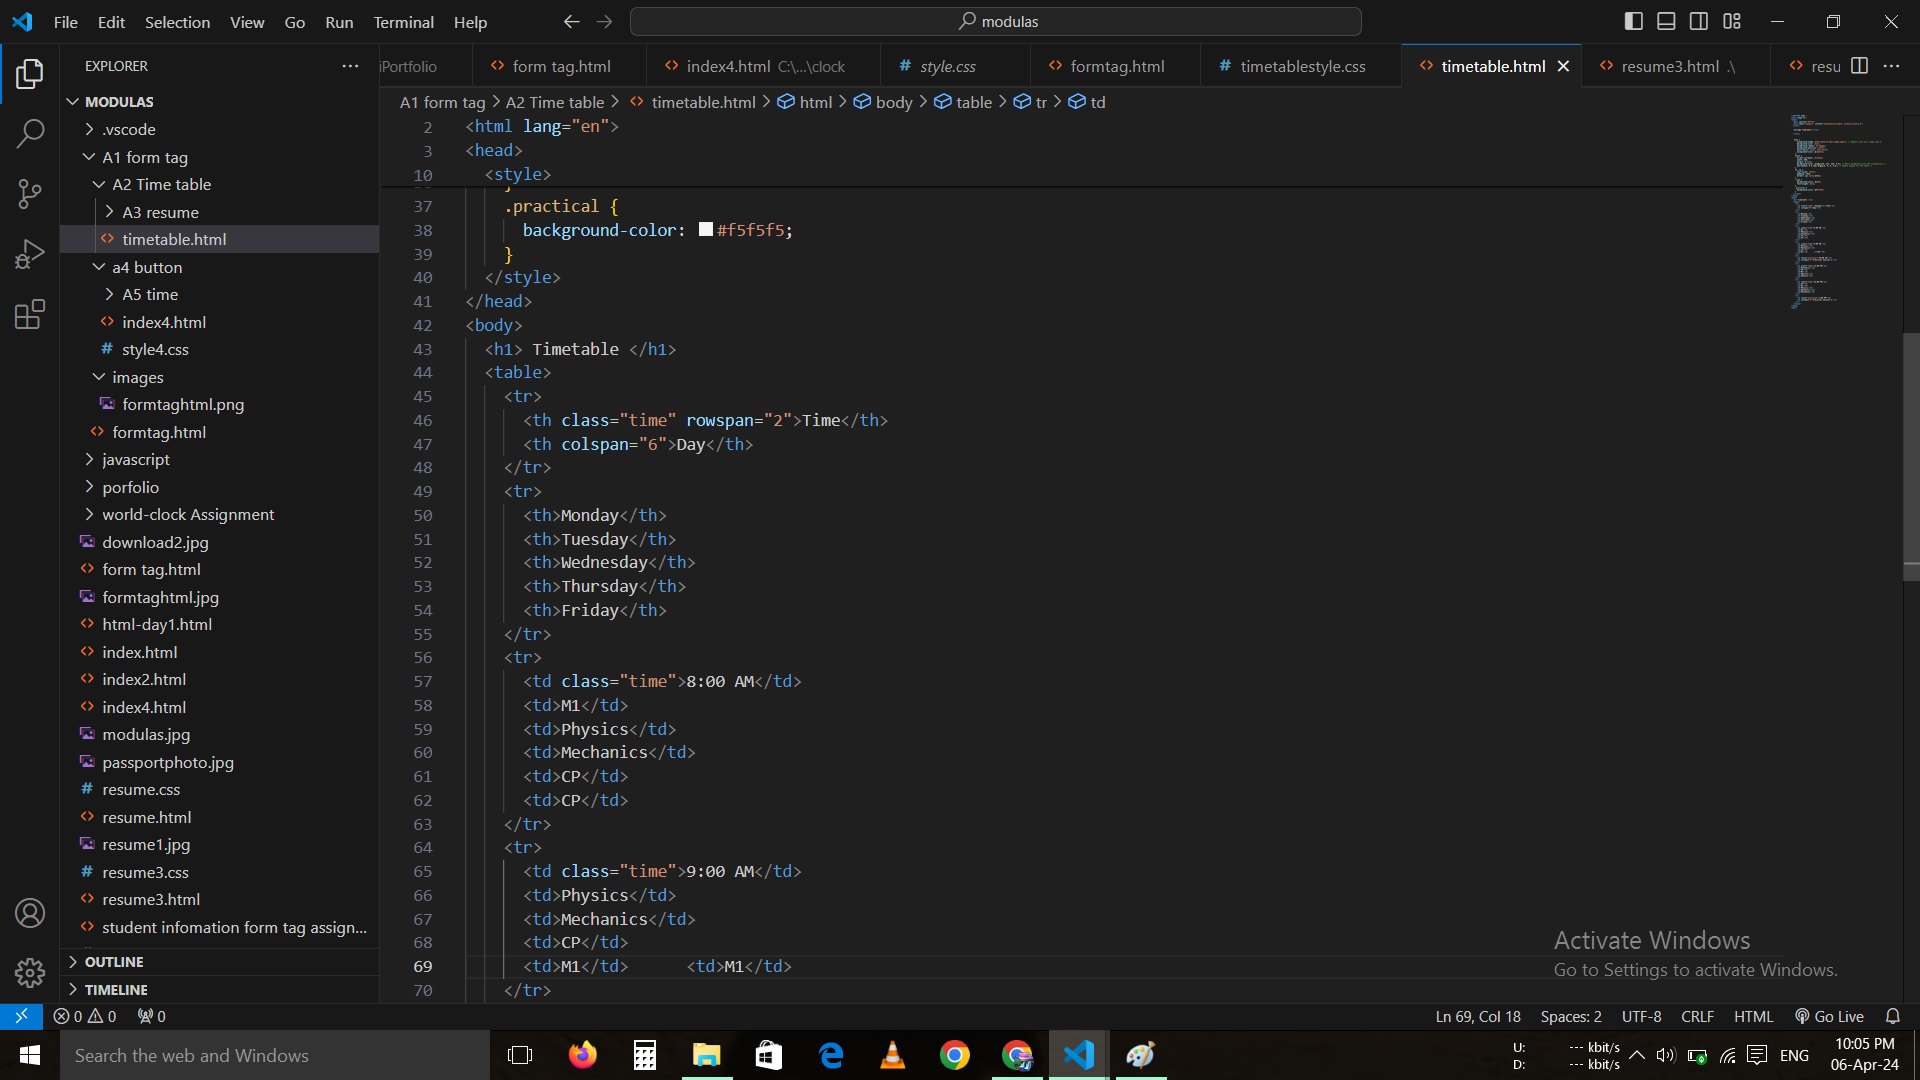 File Edit Selection View Go Run Terminal Help
modulas
EXPLORER
iPortfolio
form tag.html
index4.html C:\...\clock
style.css
formtag.html
timetablestyle.css
timetable.html
resume3.html .\
resu
A1 form tag > A2 Time table > timetable.html > html > body > table > tr > td
MODULAS
.vscode
A1 form tag
A2 Time table
A3 resume
timetable.html
a4 button
A5 time
index4.html
style4.css
images
formtaghtml.png
formtag.html
javascript
porfolio
world-clock Assignment
download2.jpg
form tag.html
formtaghtml.jpg
html-day1.html
index.html
index2.html
index4.html
modulas.jpg
passportphoto.jpg
resume.css
resume.html
resume1.jpg
resume3.css
resume3.html
student infomation form tag assign...
OUTLINE
TIMELINE
2 <html lang="en">
3 <head>
10 <style>
37 .practical {
38 background-color: #f5f5f5;
39 }
40 </style>
41 </head>
42 <body>
43 <h1> Timetable </h1>
44 <table>
45 <tr>
46 <th class="time" rowspan="2">Time</th>
47 <th colspan="6">Day</th>
48 </tr>
49 <tr>
50 <th>Monday</th>
51 <th>Tuesday</th>
52 <th>Wednesday</th>
53 <th>Thursday</th>
54 <th>Friday</th>
55 </tr>
56 <tr>
57 <td class="time">8:00 AM</td>
58 <td>M1</td>
59 <td>Physics</td>
60 <td>Mechanics</td>
61 <td>CP</td>
62 <td>CP</td>
63 </tr>
64 <tr>
65 <td class="time">9:00 AM</td>
66 <td>Physics</td>
67 <td>Mechanics</td>
68 <td>CP</td>
69 <td>M1</td> <td>M1</td>
70 </tr>
Activate Windows
Go to Settings to activate Windows.
0 0 0
Ln 69, Col 18 Spaces: 2 UTF-8 CRLF HTML Go Live
Search the web and Windows
U: --- kbit/s
D: --- kbit/s
ENG
10:05 PM
06-Apr-24